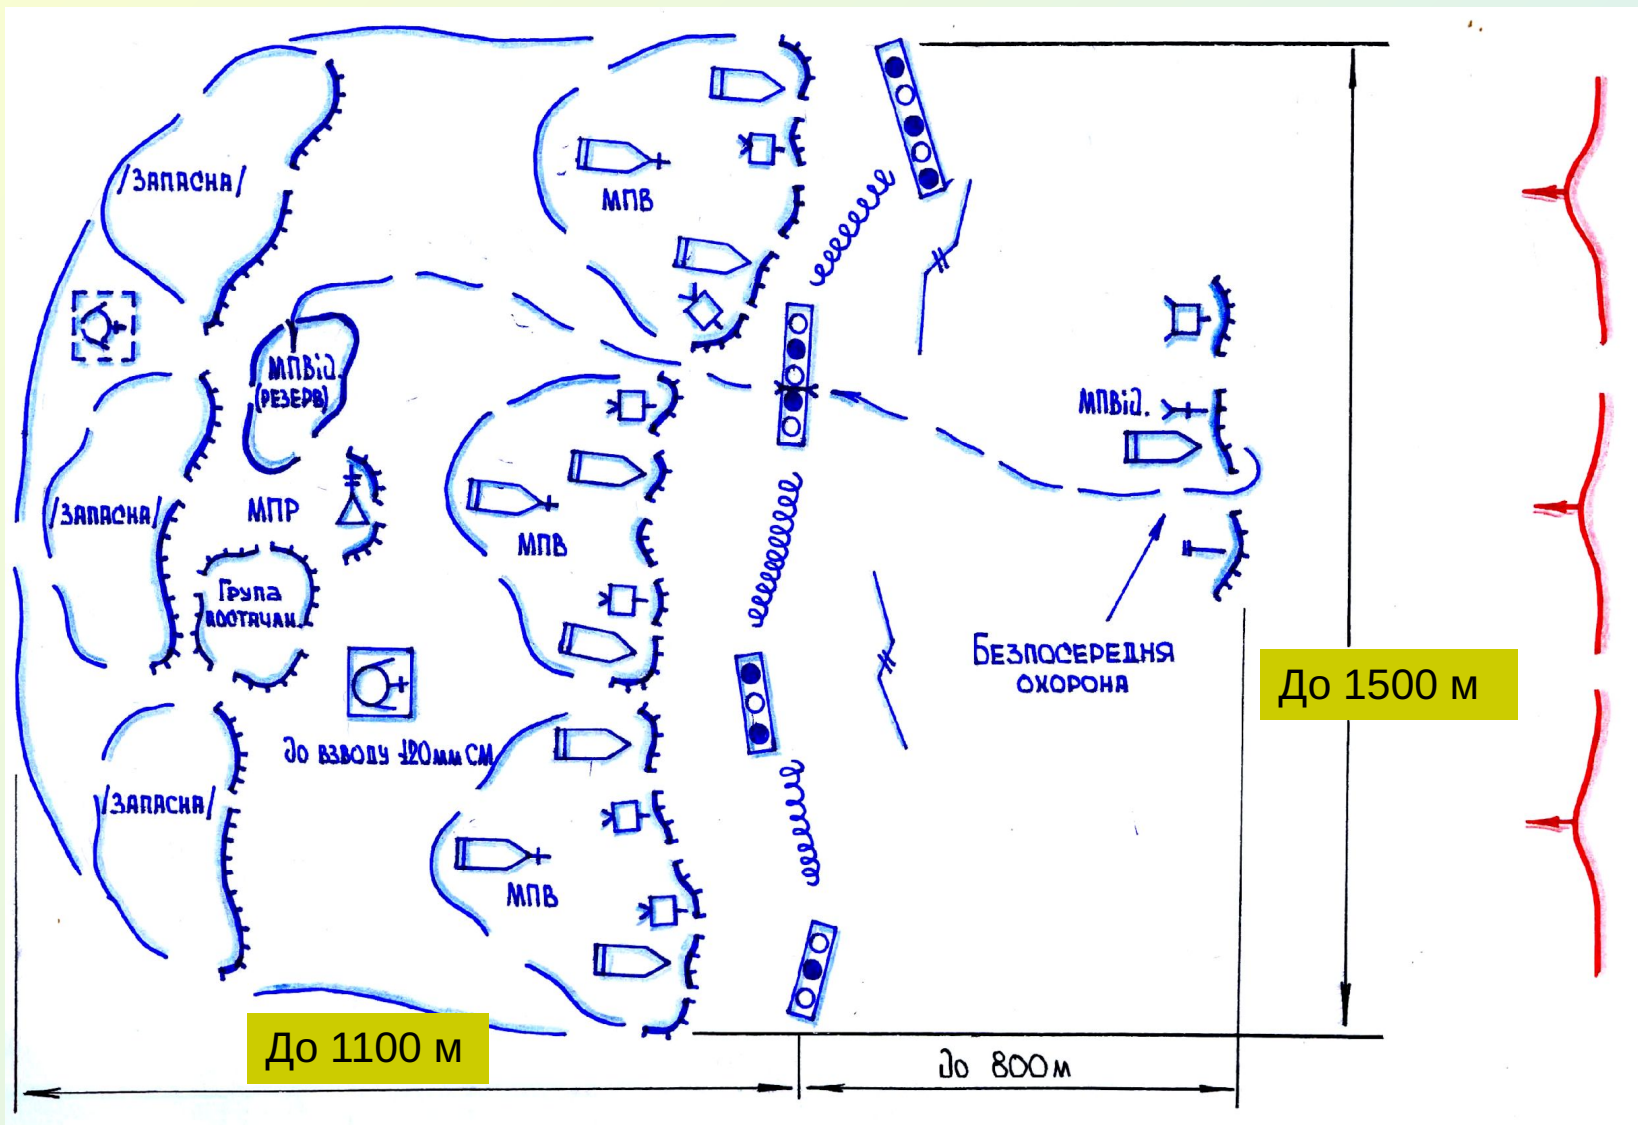 /ЗАПАСНА/
МПВ
МПВід.
(РЕЗЕРВ)
МПВід.
/ЗАПАСНА/
МПР
МПВ
Група
постачан.
БЕЗПОСЕРЕДНЯ
ОХОРОНА
До 1500 м
до взводу 120мм СМ
/ЗАПАСНА/
МПВ
До 1100 м
до 800м